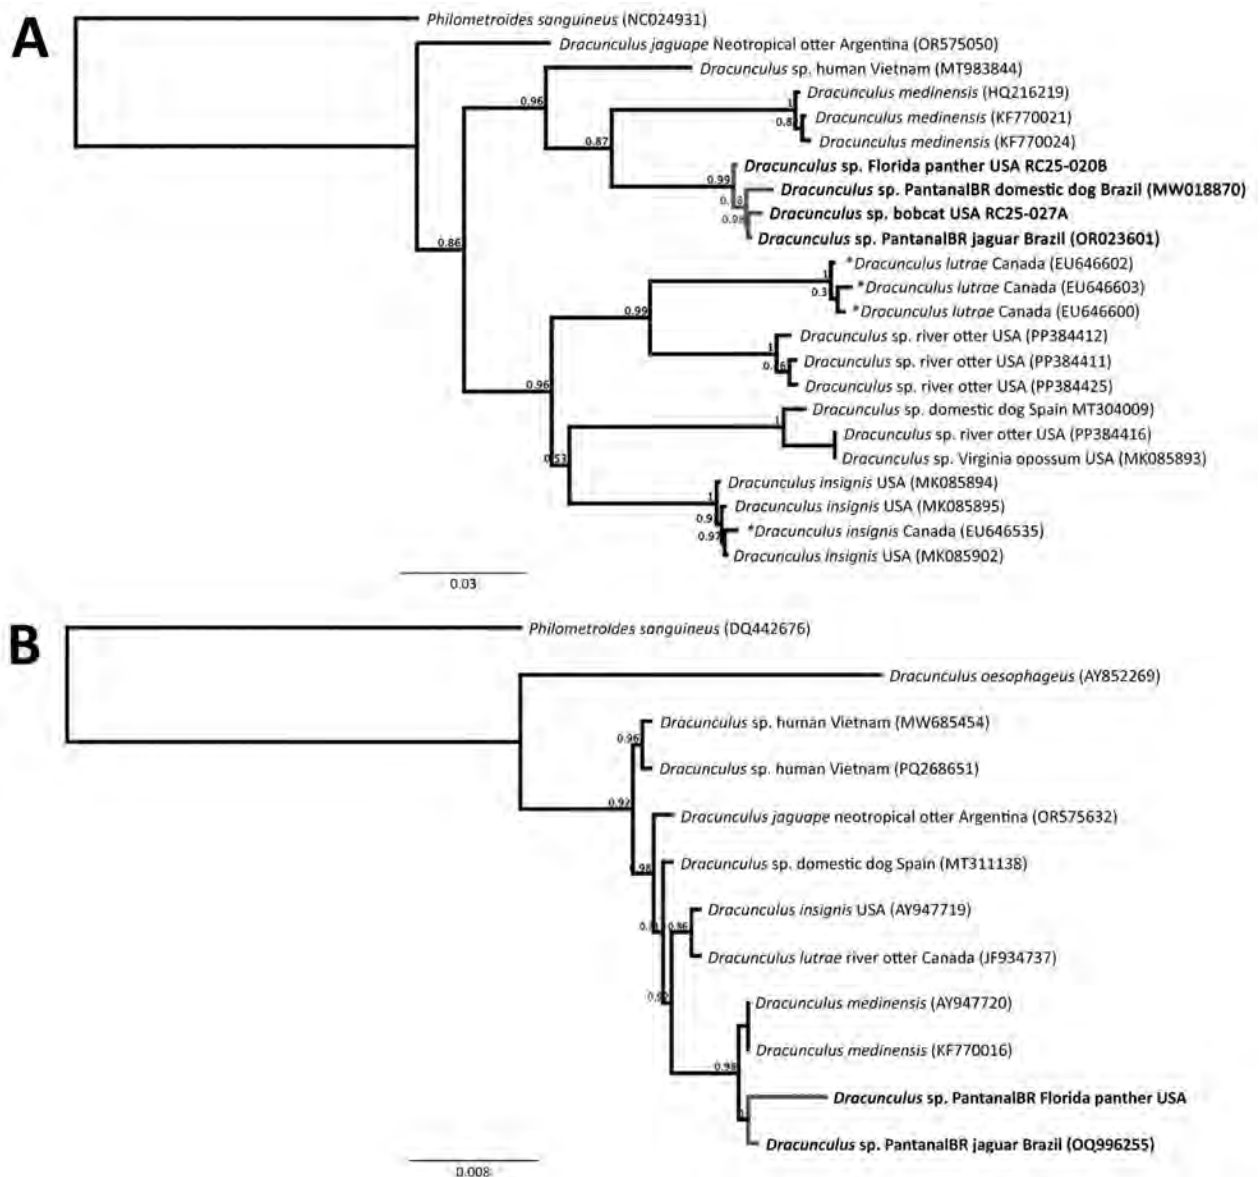 A
Philometroides sanguineus (NC024931)
Dracunculus jaguape Neotropical otter Argentina (OR575050)
Dracunculus sp. human Vietnam (MT983844)
0.96
Dracunculus medinensis (HQ216219)
1
Dracunculus medinensis (KF770021)
Dracunculus medinensis (KF770024)
0.87
Dracunculus sp. Florida panther USA RC25-020B
0.99
Dracunculus sp. PantanalBR domestic dog Brazil (MW018870)
Dracunculus sp. bobcat USA RC25-027A
0.98
Dracunculus sp. PantanalBR jaguar Brazil (OR023601)
0.86
*Dracunculus lutrae Canada (EU646602)
1
*Dracunculus lutrae Canada (EU646603)
0.3
*Dracunculus lutrae Canada (EU646600)
0.99
Dracunculus sp. river otter USA (PP384412)
1
Dracunculus sp. river otter USA (PP384411)
Dracunculus sp. river otter USA (PP384425)
0.96
Dracunculus sp. domestic dog Spain MT304009)
1
Dracunculus sp. river otter USA (PP384416)
Dracunculus sp. Virginia opossum USA (MK085893)
0.53
Dracunculus insignis USA (MK085894)
1
Dracunculus insignis USA (MK085895)
0.9
*Dracunculus insignis Canada (EU646535)
0.97
Dracunculus insignis USA (MK085902)
0.03
B
Philometroides sanguineus (DQ442676)
Dracunculus oesophageus (AY852269)
Dracunculus sp. human Vietnam (MW685454)
0.96
Dracunculus sp. human Vietnam (PQ268651)
0.92
Dracunculus jaguape neotropical otter Argentina (OR575632)
Dracunculus sp. domestic dog Spain (MT311138)
Dracunculus insignis USA (AY947719)
0.86
Dracunculus lutrae river otter Canada (JF934737)
Dracunculus medinensis (AY947720)
Dracunculus medinensis (KF770016)
0.98
Dracunculus sp. PantanalBR Florida panther USA
Dracunculus sp. PantanalBR jaguar Brazil (OQ996255)
0.008